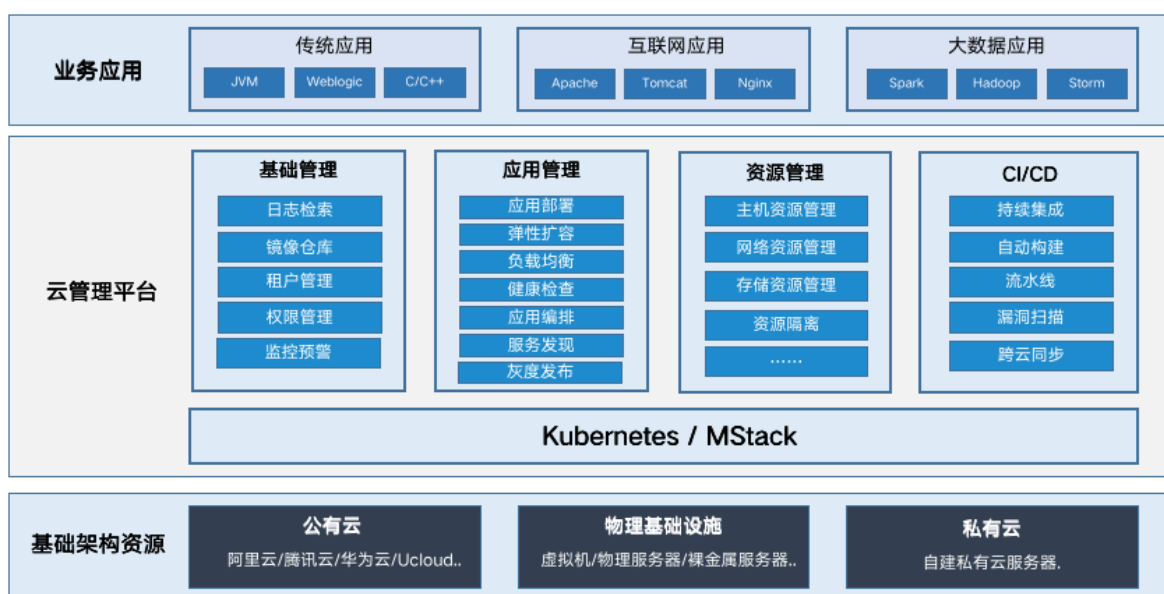 业务应用
传统应用
JVM
Weblogic
C/C++
互联网应用
Apache
Tomcat
Nginx
大数据应用
Spark
Hadoop
Storm
云管理平台
基础管理
日志检索
镜像仓库
租户管理
权限管理
监控预警
应用管理
应用部署
弹性扩容
负载均衡
健康检查
应用编排
服务发现
灰度发布
资源管理
主机资源管理
网络资源管理
存储资源管理
资源隔离
……
CI/CD
持续集成
自动构建
流水线
漏洞扫描
跨云同步
Kubernetes / MStack
基础架构资源
公有云
阿里云/腾讯云/华为云/Ucloud..
物理基础设施
虚拟机/物理服务器/裸金属服务器..
私有云
自建私有云服务器.